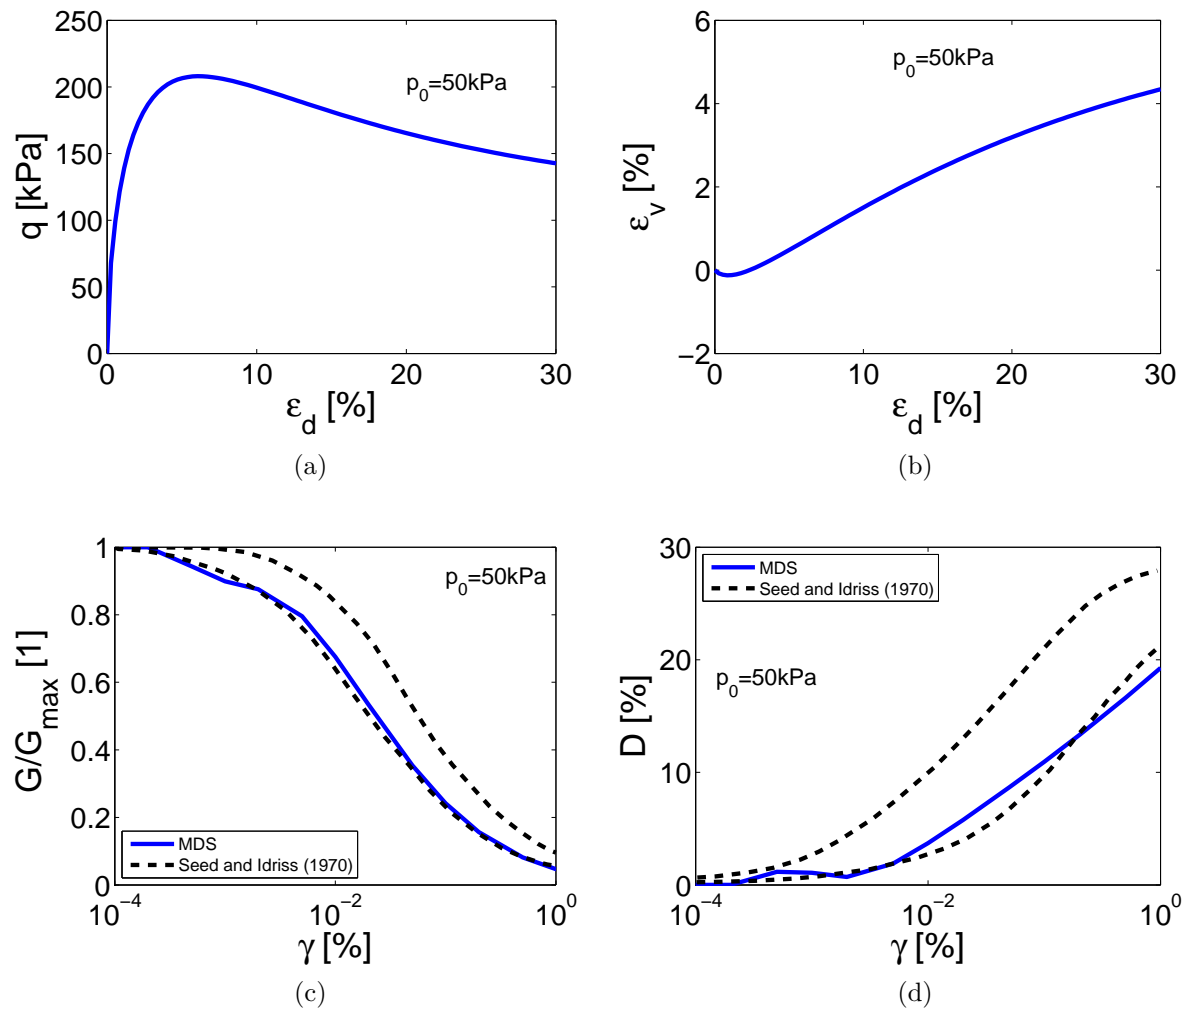 250
200
150
100
50
0
q [kPa]
p0=50kPa
0 10 20 30
εd [%]
(a)
6
4
2
0
−2
εv [%]
p0=50kPa
0 10 20 30
εd [%]
(b)
1
0.8
0.6
0.4
0.2
0
G/Gmax [1]
p0=50kPa
MDS
Seed and Idriss (1970)
10−4 10−2 100
γ [%]
(c)
30
20
10
0
D [%]
MDS
Seed and Idriss (1970)
p0=50kPa
10−4 10−2 100
γ [%]
(d)